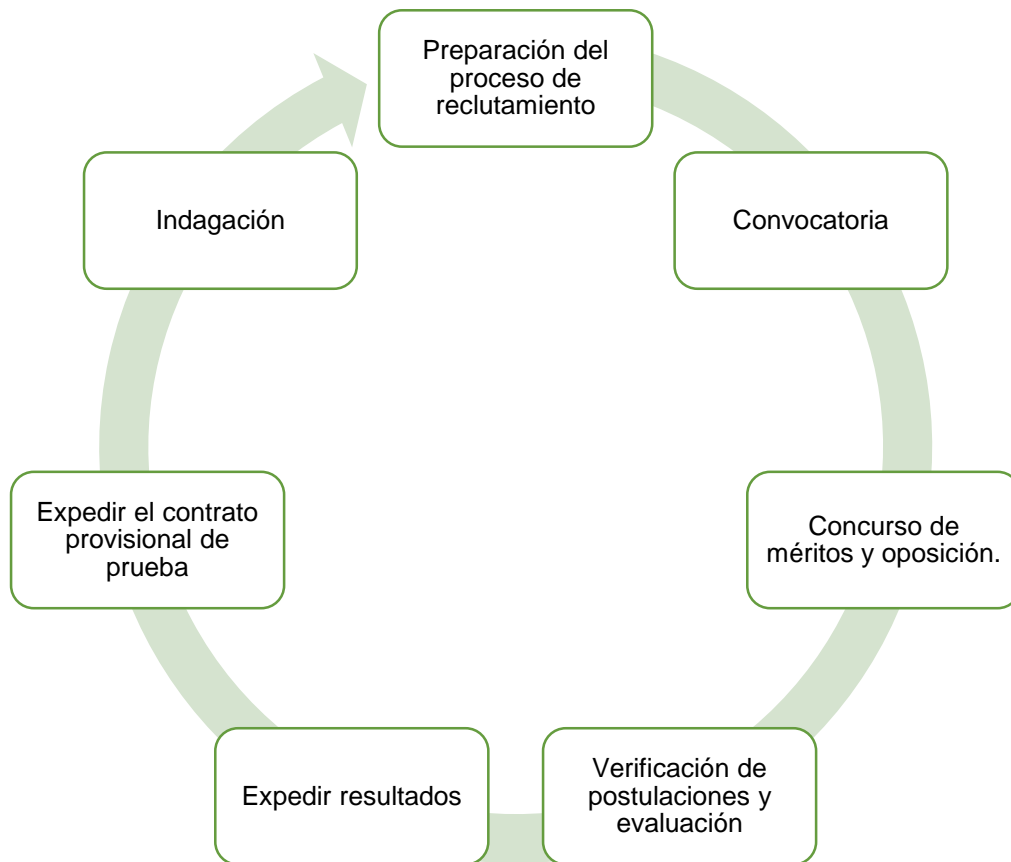 Preparación del
proceso de
reclutamiento
Convocatoria
Concurso de
méritos y oposición.
Verificación de
postulaciones y
evaluación
Expedir resultados
Expedir el contrato
provisional de
prueba
Indagación